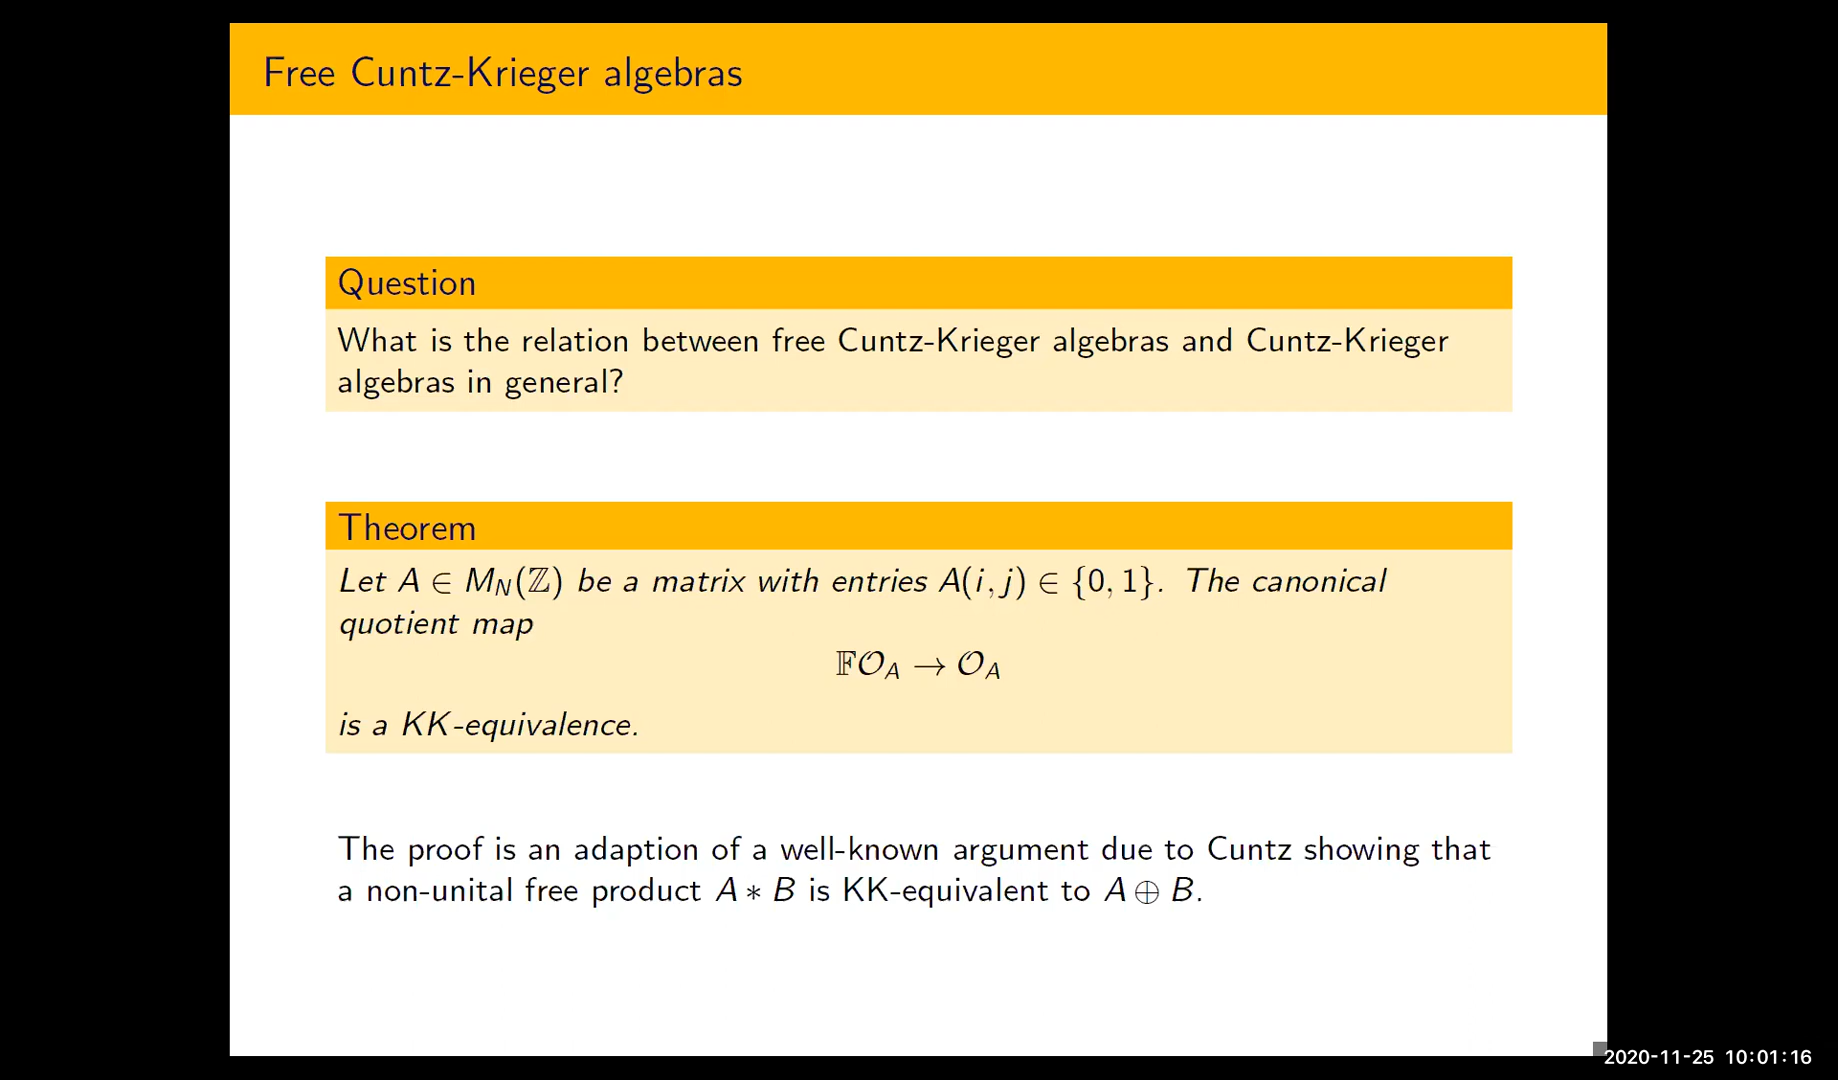 Free Cuntz-Krieger algebras
Question
What is the relation between free Cuntz-Krieger algebras and Cuntz-Krieger
algebras in general?
Theorem
Let A ∈ M_N(ℤ) be a matrix with entries A(i, j) ∈ {0, 1}. The canonical
quotient map
𝔽𝒪_A → 𝒪_A
is a KK-equivalence.
The proof is an adaption of a well-known argument due to Cuntz showing that
a non-unital free product A ∗ B is KK-equivalent to A ⊕ B.
2020-11-25 10:01:16